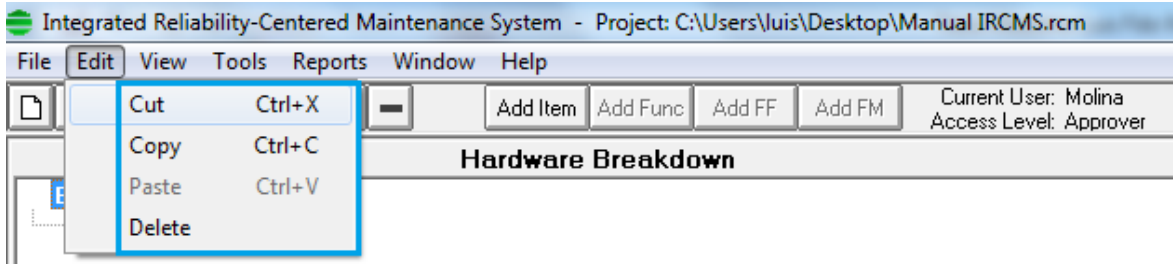 Integrated Reliability-Centered Maintenance System - Project: C:\Users\luis\Desktop\Manual IRCMS.rcm
File Edit View Tools Reports Window Help
Add Item Add Func Add FF Add FM
Current User: Molina
Access Level: Approver
Cut Ctrl+X
Copy Ctrl+C
Paste Ctrl+V
Delete
Hardware Breakdown